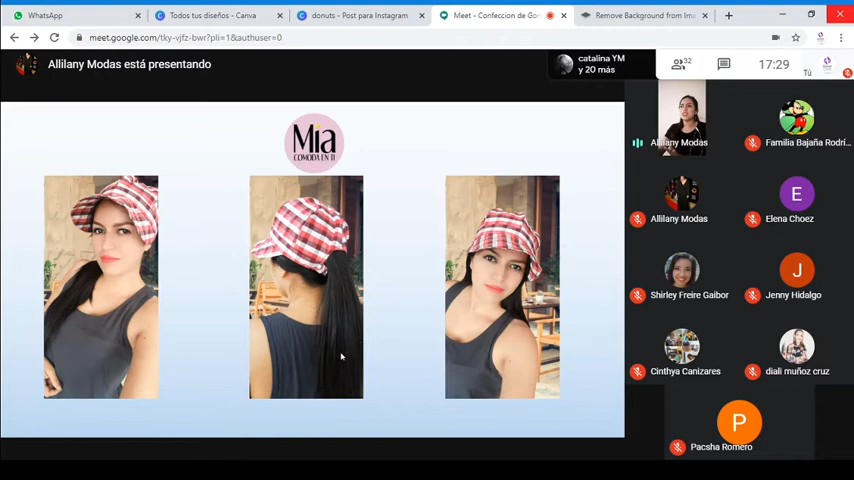 WhatsApp
Todos tus diseños - Canva
donuts - Post para Instagram
Meet - Confeccion de Go
Remove Background from Ima
meet.google.com/tky-vjfz-bwr?pli=1&authuser=0
Allilany Modas está presentando
catalina YM
y 20 más
32
17:29
Tú
Mia
COMODA EN TI
Allilany Modas
Familia Bajaña Rodrí...
Allilany Modas
E
Elena Choez
Shirley Freire Gaibor
J
Jenny Hidalgo
Cinthya Canizares
diali muñoz cruz
P
Pacsha Romero